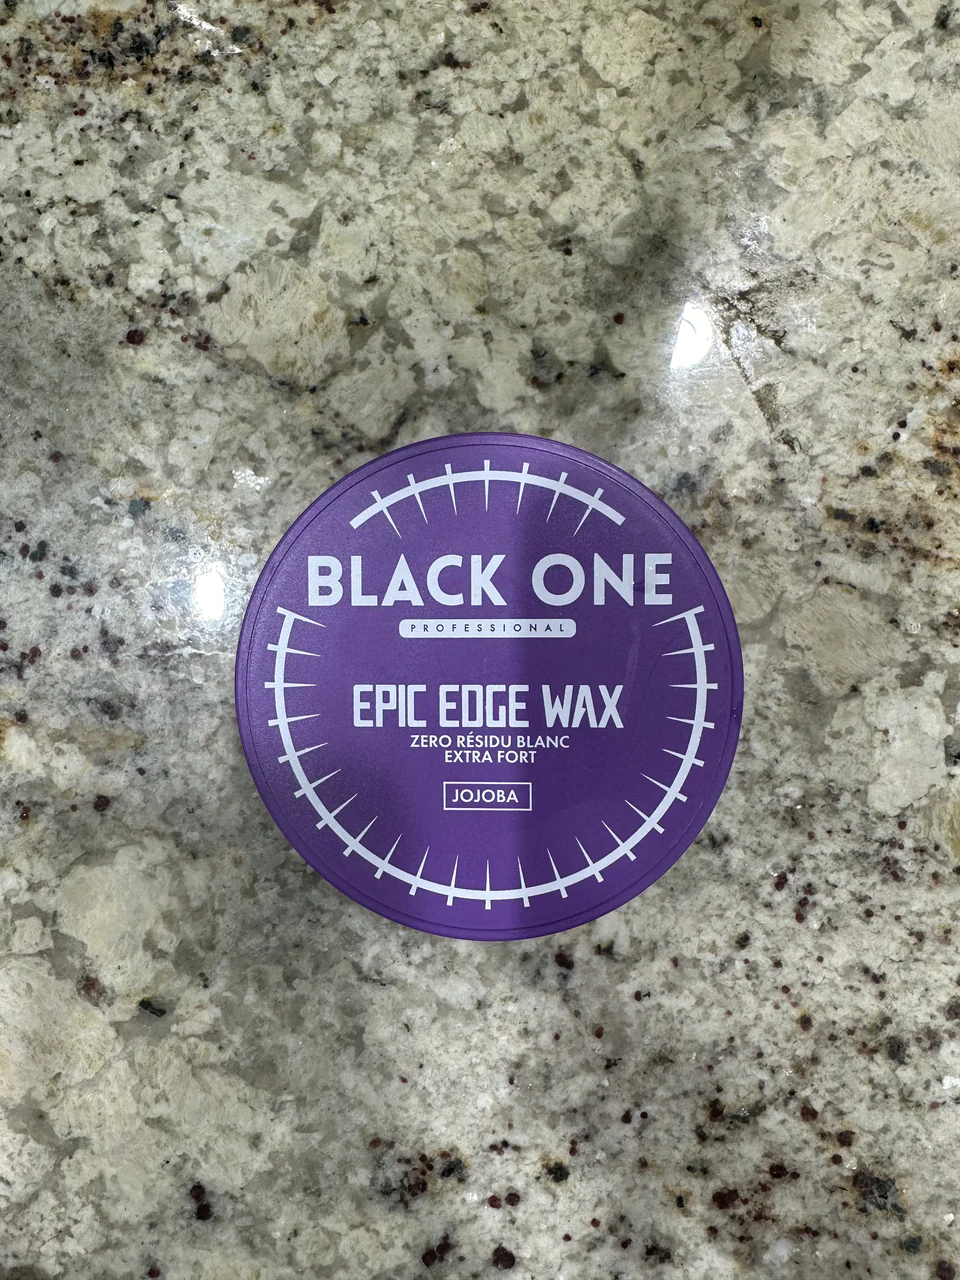 BLACK ONE
PROFESSIONAL
EPIC EDGE WAX
ZERO RÉSIDU BLANC
EXTRA FORT
JOJOBA